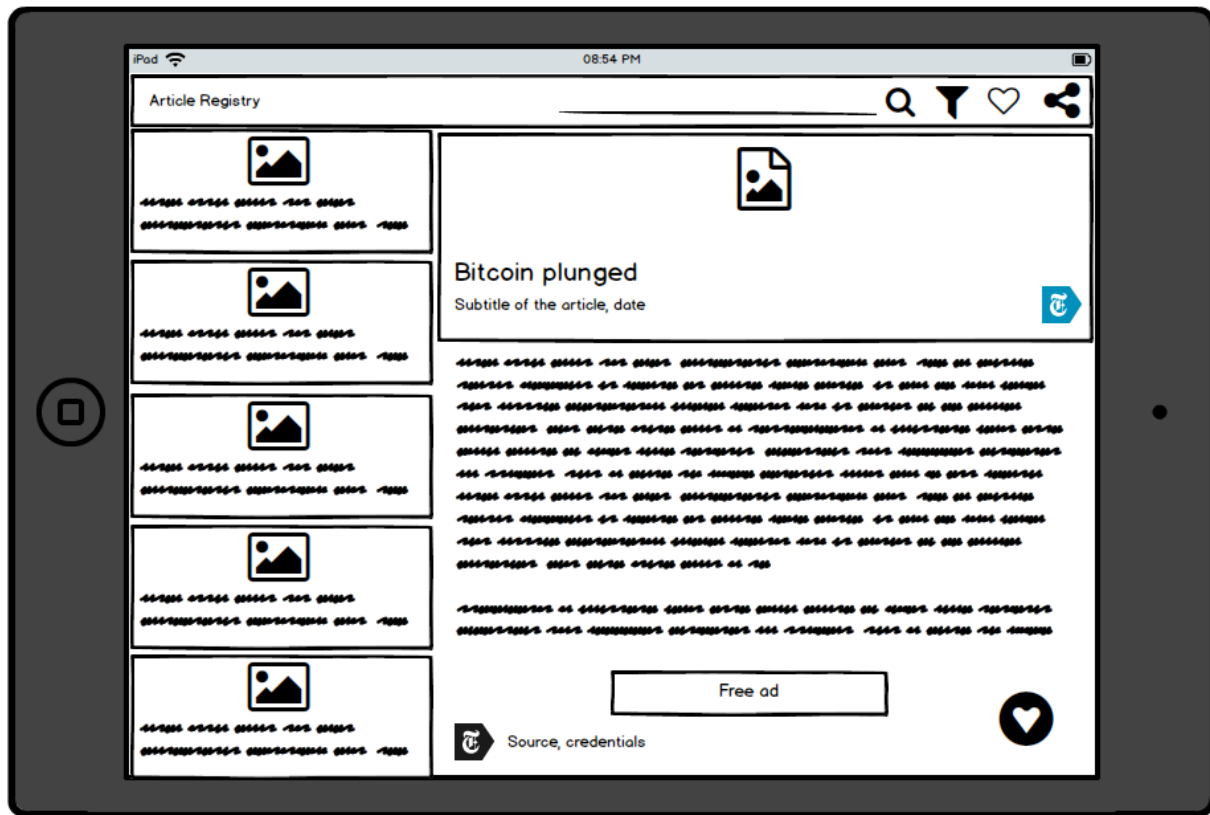 iPad
08:54 PM
Article Registry
Bitcoin plunged
Subtitle of the article, date
Free ad
Source, credentials